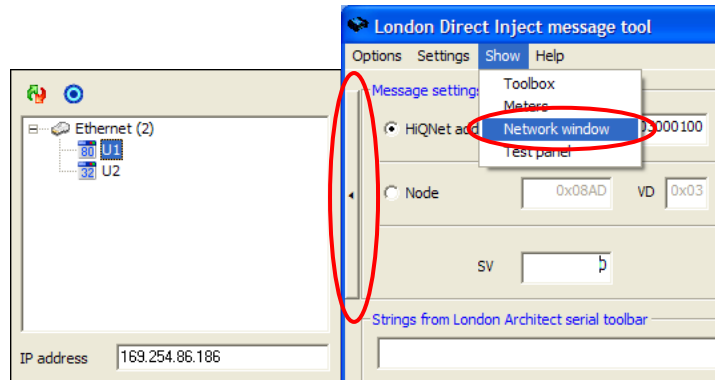 London Direct Inject message tool
Options Settings Show Help
Toolbox
Meters
Network window
Test panel
Message settings
HiQNet add
03000100
Node
0x08AD
VD
0x03
SV
Strings from London Architect serial toolbar
Ethernet (2)
80 U1
32 U2
IP address
169.254.86.186